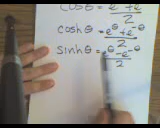 cosθ = e + e / 2
coshθ = e^θ + e^-θ / 2
sinhθ = e^θ - e^-θ / 2